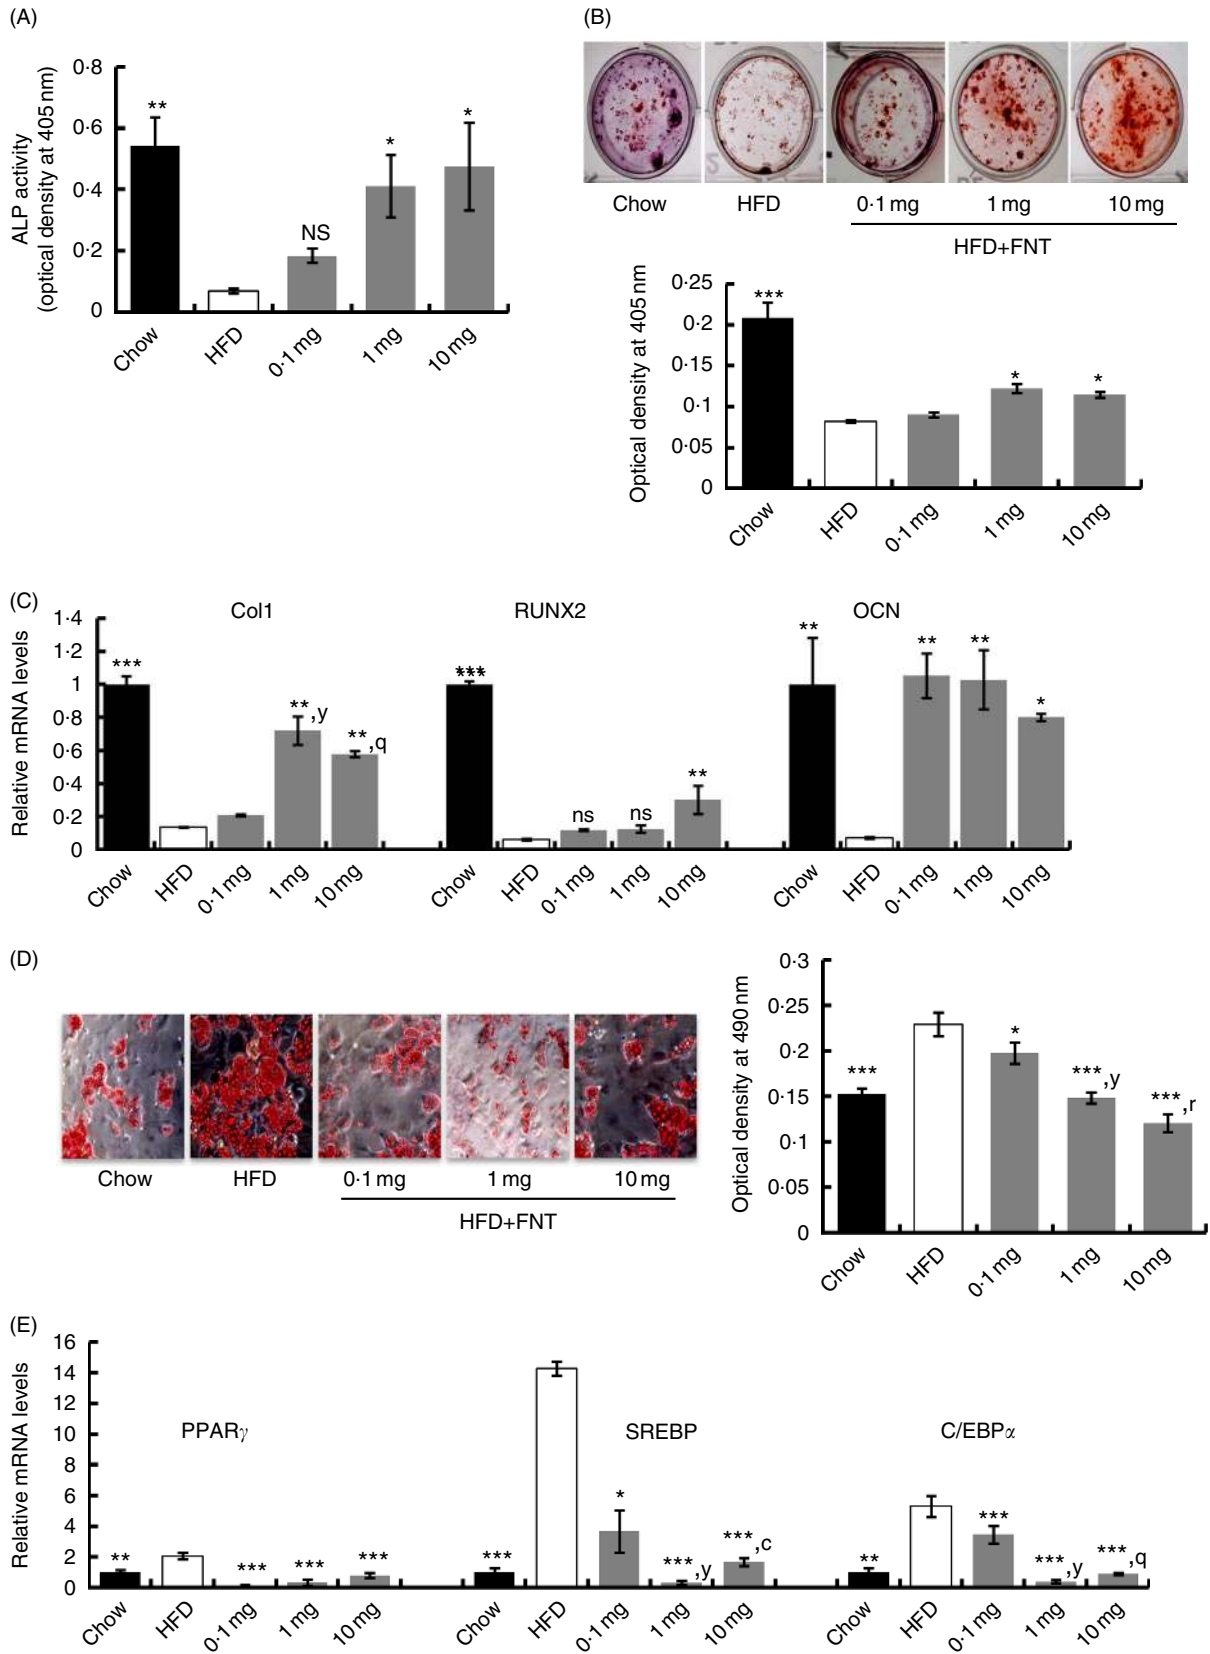 (A)
ALP activity
(optical density at 405 nm)
0·8
0·6
0·4
0·2
0
**
NS
*
*
Chow
HFD
0·1 mg
1 mg
10 mg
(B)
Chow
HFD
0·1 mg
1 mg
10 mg
HFD+FNT
Optical density at 405 nm
0·25
0·2
0·15
0·1
0·05
0
***
*
*
Chow
HFD
0·1 mg
1 mg
10 mg
(C)
Relative mRNA levels
1·4
1·2
1
0·8
0·6
0·4
0·2
0
Col1
RUNX2
OCN
***
**,y
**,q
***
ns
ns
**
**
**
**
*
Chow
HFD
0·1 mg
1 mg
10 mg
Chow
HFD
0·1 mg
1 mg
10 mg
Chow
HFD
0·1 mg
1 mg
10 mg
(D)
Chow
HFD
0·1 mg
1 mg
10 mg
HFD+FNT
Optical density at 490 nm
0·3
0·25
0·2
0·15
0·1
0·05
0
***
*
***,y
***,r
Chow
HFD
0·1 mg
1 mg
10 mg
(E)
Relative mRNA levels
16
14
12
10
8
6
4
2
0
PPARγ
SREBP
C/EBPα
**
***
***
***
***
*
***,y
***,c
**
***
***,y
***,q
Chow
HFD
0·1 mg
1 mg
10 mg
Chow
HFD
0·1 mg
1 mg
10 mg
Chow
HFD
0·1 mg
1 mg
10 mg